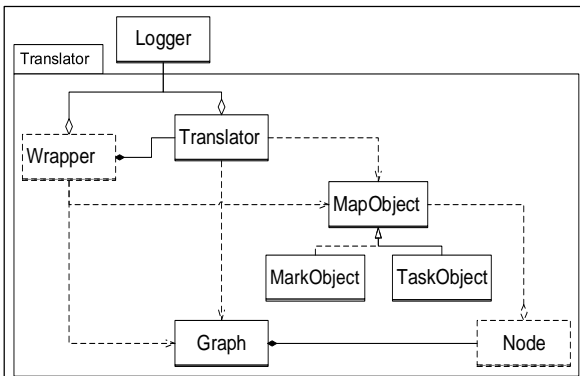 Logger
Translator
Translator
Wrapper
MapObject
MarkObject
TaskObject
Graph
Node